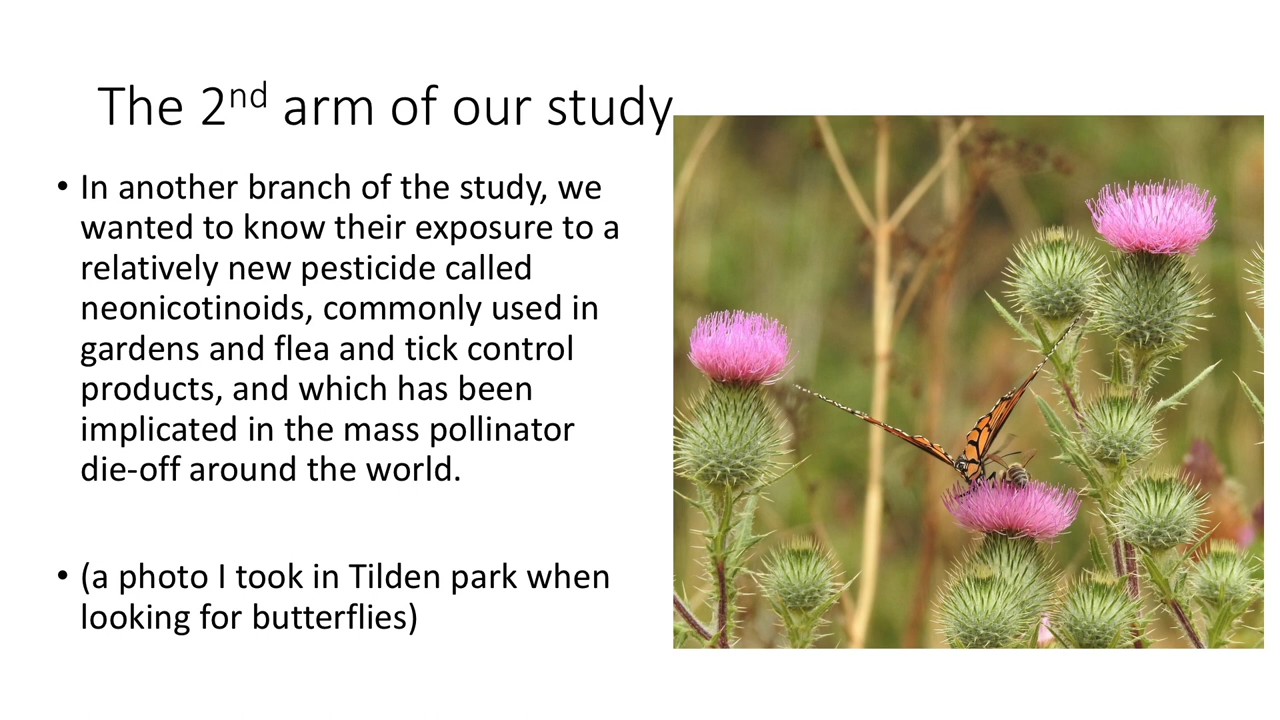 The 2nd arm of our study
• In another branch of the study, we
wanted to know their exposure to a
relatively new pesticide called
neonicotinoids, commonly used in
gardens and flea and tick control
products, and which has been
implicated in the mass pollinator
die-off around the world.
• (a photo I took in Tilden park when
looking for butterflies)